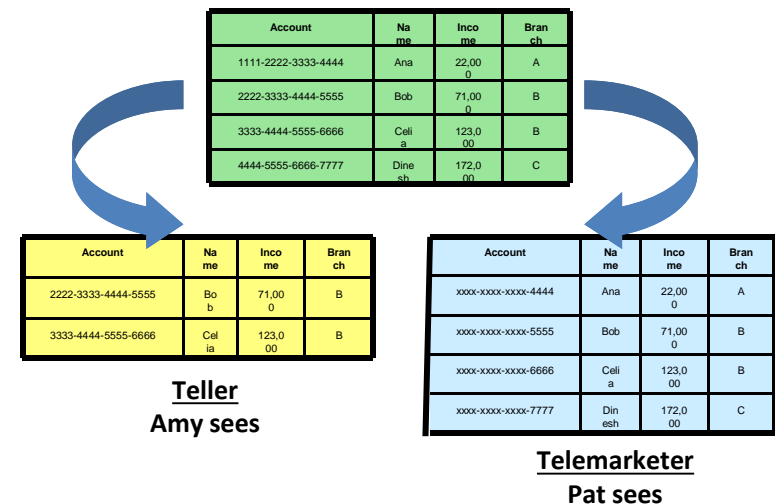 Account Na Inco Bran
me me ch
1111-2222-3333-4444 Ana 22,00 A
0
2222-3333-4444-5555 Bob 71,00 B
0
3333-4444-5555-6666 Celi 123,0 B
a 00
4444-5555-6666-7777 Dine 172,0 C
sh 00
Account Na Inco Bran
me me ch
2222-3333-4444-5555 Bo 71,00 B
b 0
3333-4444-5555-6666 Cel 123,0 B
ia 00
Teller
Amy sees
Account Na Inco Bran
me me ch
xxxx-xxxx-xxxx-4444 Ana 22,00 A
0
xxxx-xxxx-xxxx-5555 Bob 71,00 B
0
xxxx-xxxx-xxxx-6666 Celi 123,0 B
a 00
xxxx-xxxx-xxxx-7777 Din 172,0 C
esh 00
Telemarketer
Pat sees